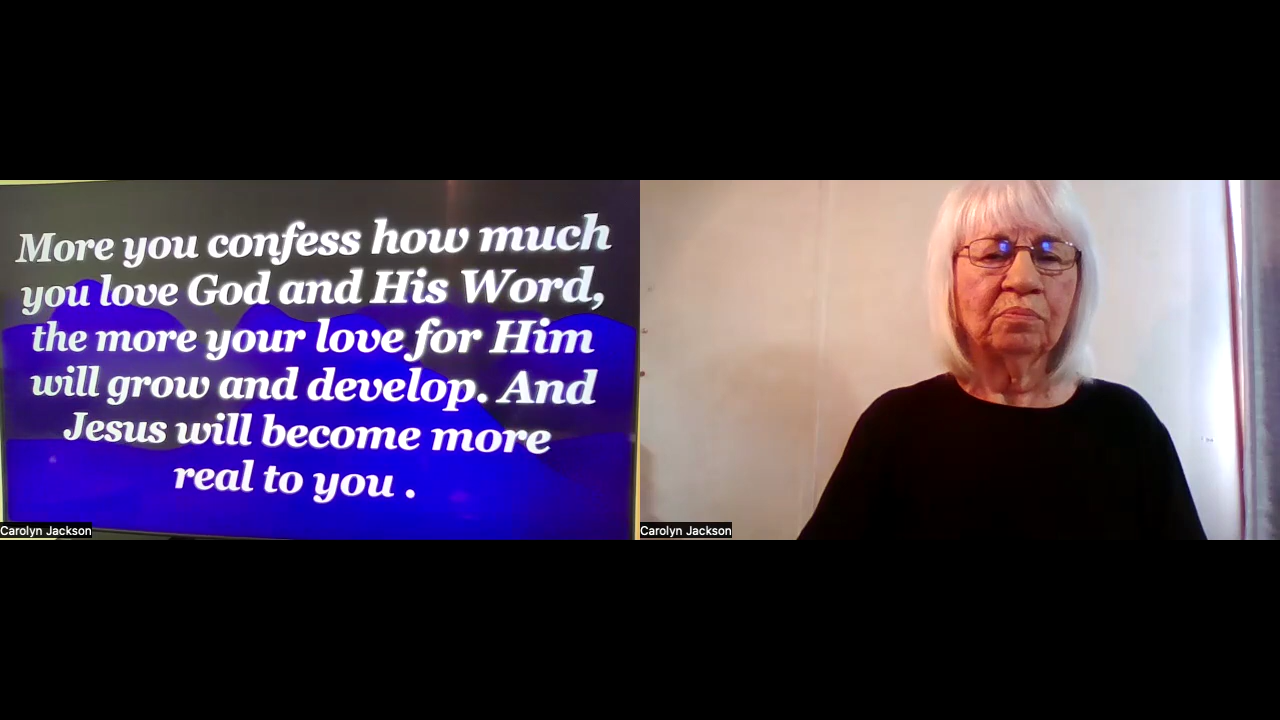 More you confess how much
you love God and His Word,
the more your love for Him
will grow and develop. And
Jesus will become more
real to you .
Carolyn Jackson
Carolyn Jackson